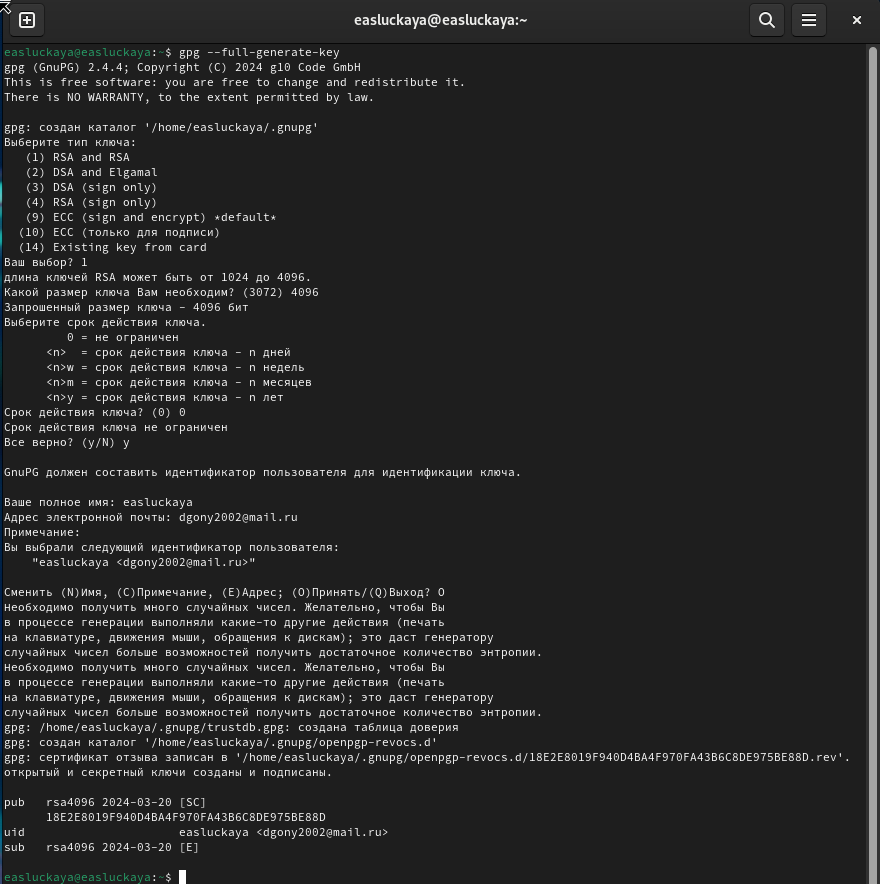 easluckaya@easluckaya:~
easluckaya@easluckaya:~$ gpg --full-generate-key
gpg (GnuPG) 2.4.4; Copyright (C) 2024 g10 Code GmbH
This is free software: you are free to change and redistribute it.
There is NO WARRANTY, to the extent permitted by law.

gpg: создан каталог '/home/easluckaya/.gnupg'
Выберите тип ключа:
   (1) RSA and RSA
   (2) DSA and Elgamal
   (3) DSA (sign only)
   (4) RSA (sign only)
   (9) ECC (sign and encrypt) *default*
  (10) ECC (только для подписи)
  (14) Existing key from card
Ваш выбор? 1
длина ключей RSA может быть от 1024 до 4096.
Какой размер ключа Вам необходим? (3072) 4096
Запрошенный размер ключа - 4096 бит
Выберите срок действия ключа.
         0 = не ограничен
      <n>  = срок действия ключа - n дней
      <n>w = срок действия ключа - n недель
      <n>m = срок действия ключа - n месяцев
      <n>y = срок действия ключа - n лет
Срок действия ключа? (0) 0
Срок действия ключа не ограничен
Все верно? (y/N) y

GnuPG должен составить идентификатор пользователя для идентификации ключа.

Ваше полное имя: easluckaya
Адрес электронной почты: dgony2002@mail.ru
Примечание:
Вы выбрали следующий идентификатор пользователя:
    "easluckaya <dgony2002@mail.ru>"

Сменить (N)Имя, (C)Примечание, (E)Адрес; (O)Принять/(Q)Выход? O
Необходимо получить много случайных чисел. Желательно, чтобы Вы
в процессе генерации выполняли какие-то другие действия (печать
на клавиатуре, движения мыши, обращения к дискам); это даст генератору
случайных чисел больше возможностей получить достаточное количество энтропии.
Необходимо получить много случайных чисел. Желательно, чтобы Вы
в процессе генерации выполняли какие-то другие действия (печать
на клавиатуре, движения мыши, обращения к дискам); это даст генератору
случайных чисел больше возможностей получить достаточное количество энтропии.
gpg: /home/easluckaya/.gnupg/trustdb.gpg: создана таблица доверия
gpg: создан каталог '/home/easluckaya/.gnupg/openpgp-revocs.d'
gpg: сертификат отзыва записан в '/home/easluckaya/.gnupg/openpgp-revocs.d/18E2E8019F940D4BA4F970FA43B6C8DE975BE88D.rev'.
открытый и секретный ключи созданы и подписаны.

pub   rsa4096 2024-03-20 [SC]
      18E2E8019F940D4BA4F970FA43B6C8DE975BE88D
uid                      easluckaya <dgony2002@mail.ru>
sub   rsa4096 2024-03-20 [E]

easluckaya@easluckaya:~$